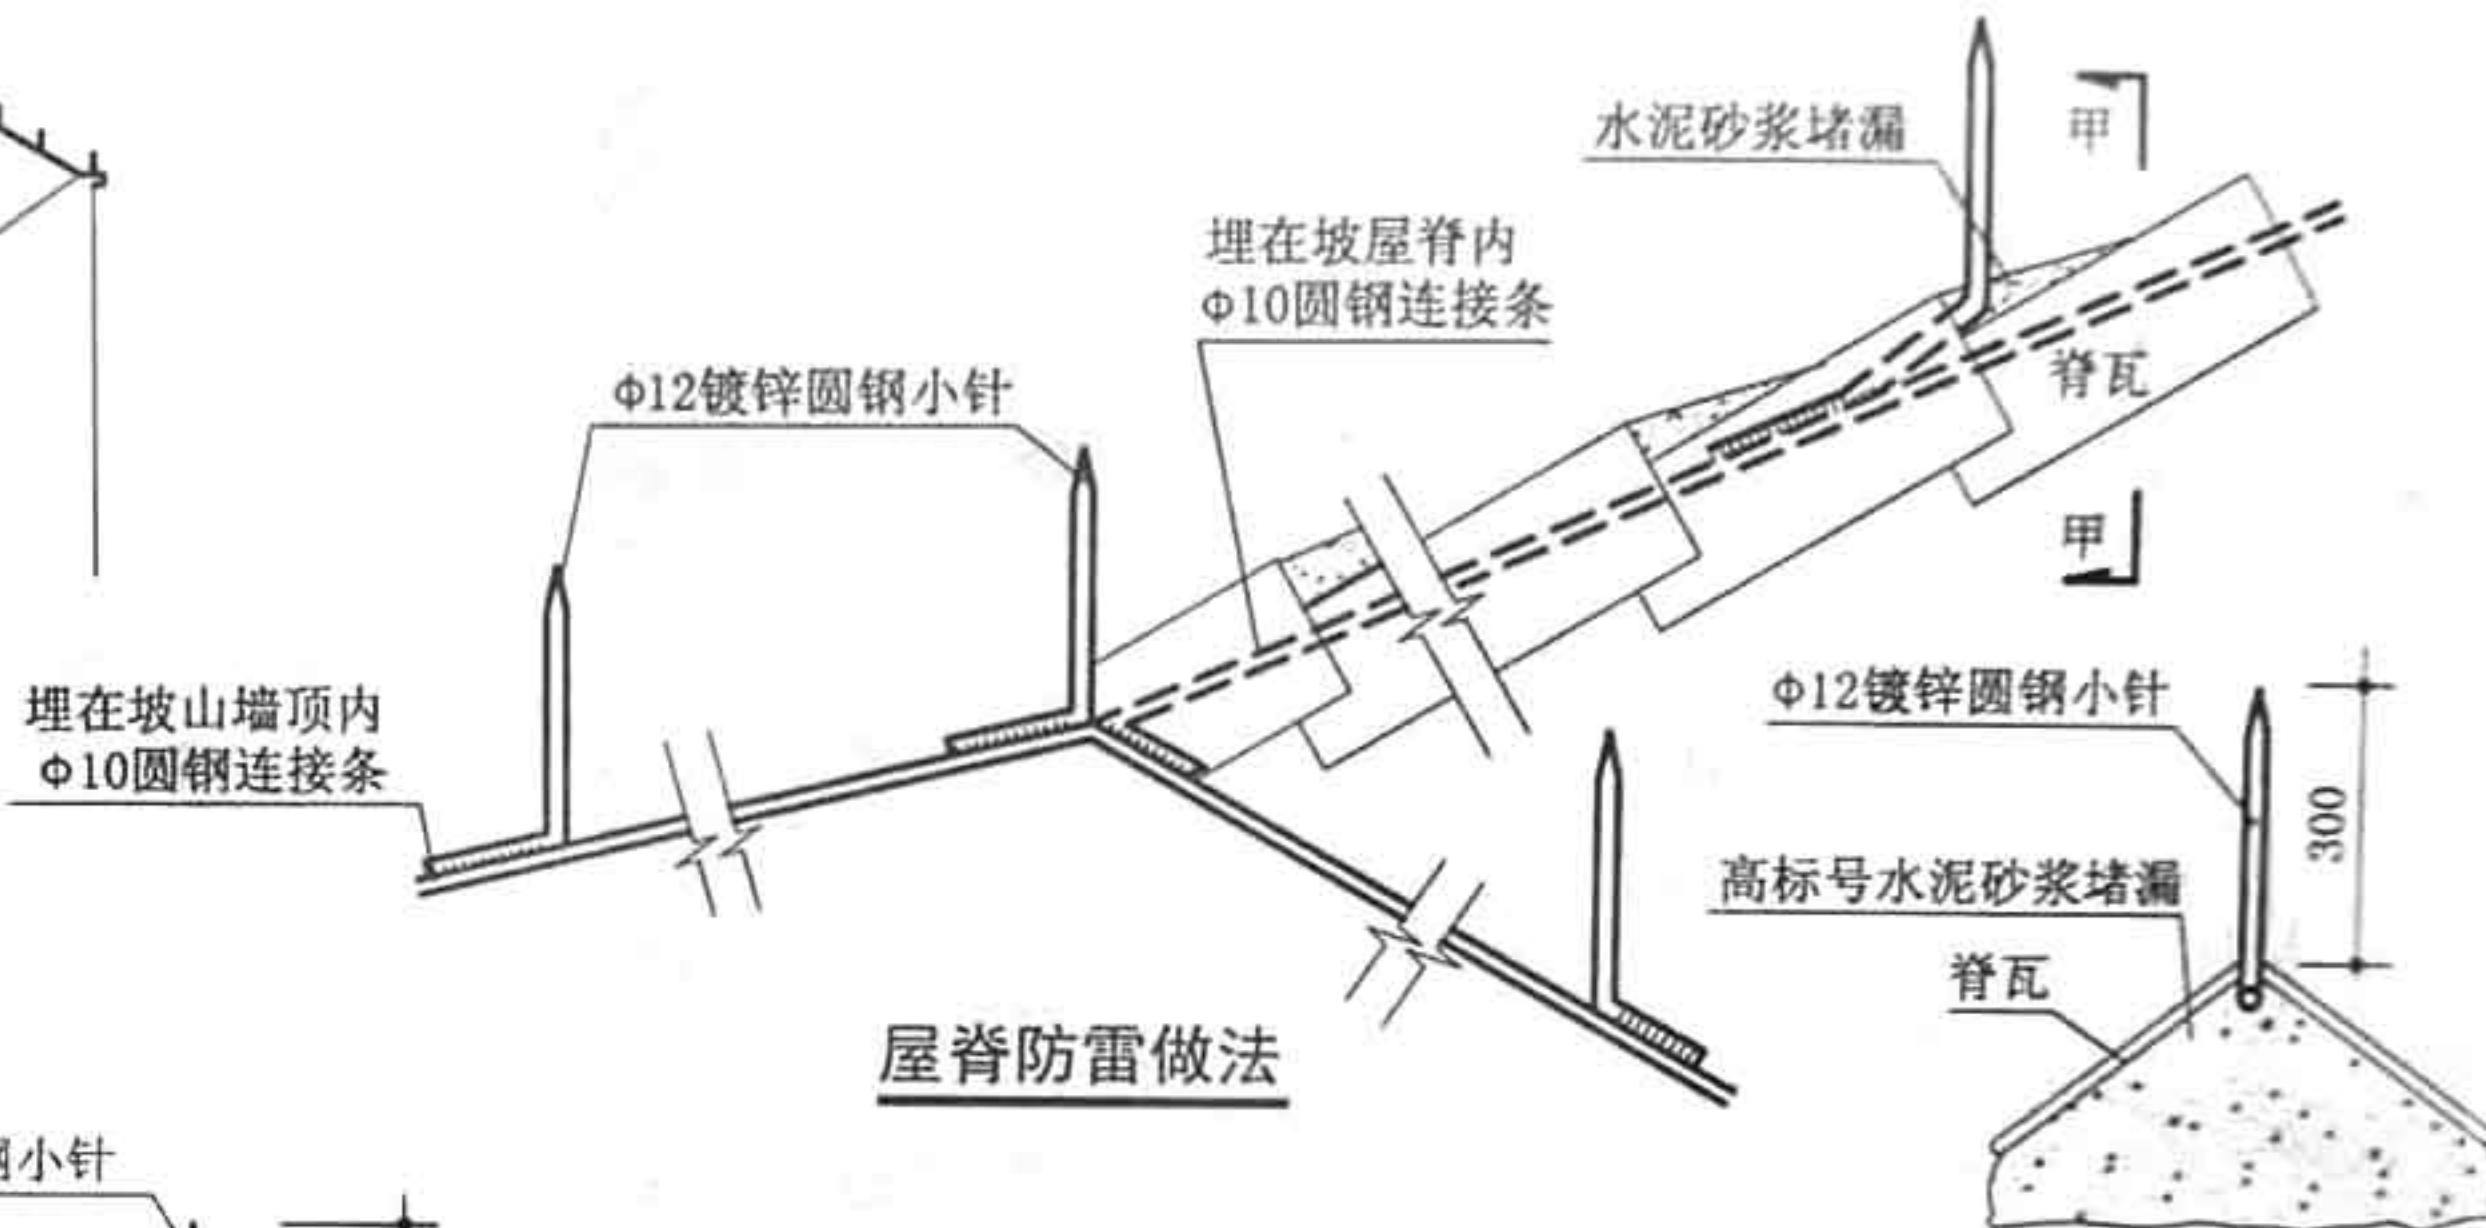 水泥砂浆堵漏
甲
埋在坡屋脊内
Φ10圆钢连接条
Φ12镀锌圆钢小针
脊瓦
甲
埋在坡山墙顶内
Φ10圆钢连接条
Φ12镀锌圆钢小针
300
高标号水泥砂浆堵漏
脊瓦
屋脊防雷做法
小针